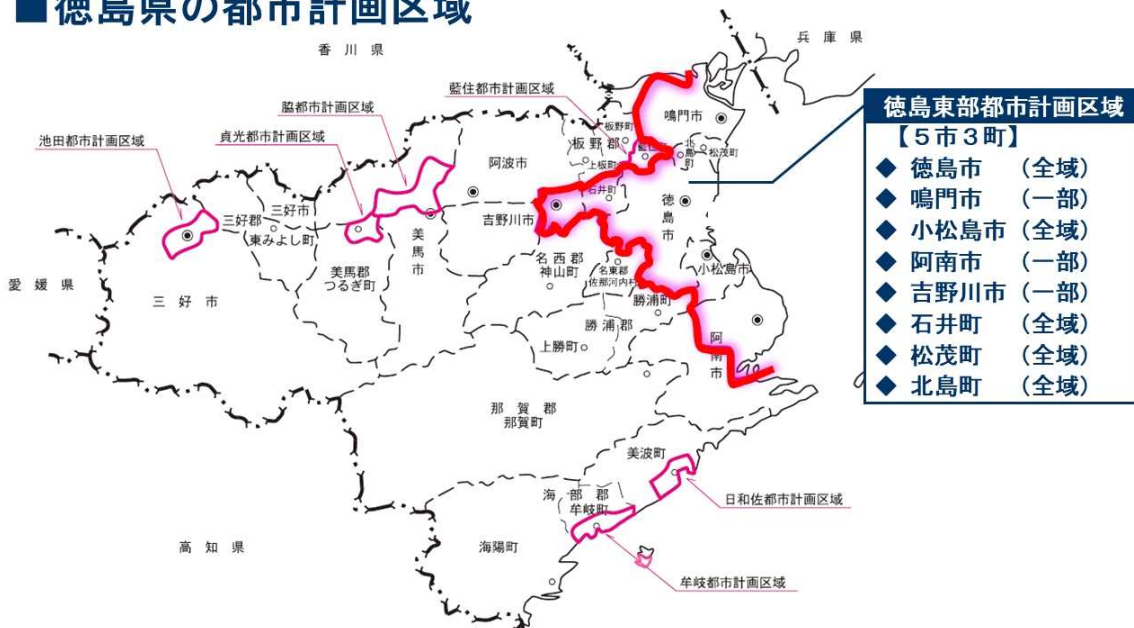 ■徳島県の都市計画区域
香川県
兵庫県
藍住都市計画区域
脇都市計画区域
貞光都市計画区域
池田都市計画区域
徳島東部都市計画区域
【5市3町】
◆ 徳島市 （全域）
◆ 鳴門市 （一部）
◆ 小松島市 （全域）
◆ 阿南市 （一部）
◆ 吉野川市 （一部）
◆ 石井町 （全域）
◆ 松茂町 （全域）
◆ 北島町 （全域）
鳴門市
板野町
板野郡
上板町
北島町
松茂町
阿波市
石井町
徳島市
三好市
三好郡
東みよし町
吉野川市
美馬市
名西郡
神山町
名東郡
佐那河内村
小松島市
美馬郡
つるぎ町
愛媛県
三好市
勝浦町
勝浦郡
上勝町
阿南市
那賀郡
那賀町
美波町
日和佐都市計画区域
海部郡
牟岐町
高知県
海陽町
牟岐都市計画区域